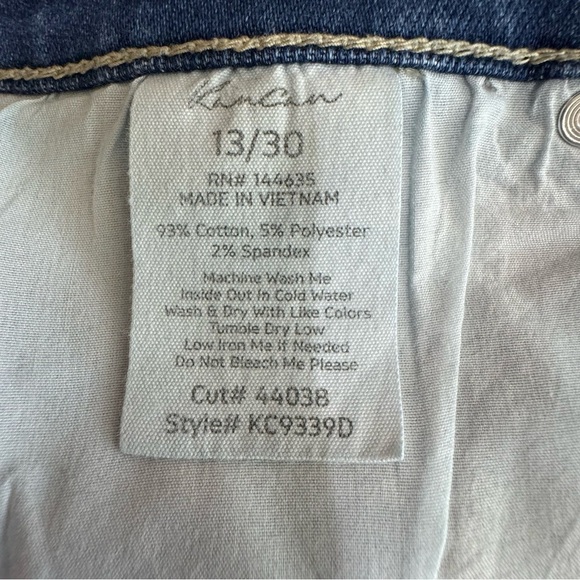 KanCan
13/30
RN# 144635
MADE IN VIETNAM
93% Cotton, 5% Polyester
2% Spandex
Machine Wash Me
Inside Out In Cold Water
Wash & Dry With Like Colors
Tumble Dry Low
Low Iron Me If Needed
Do Not Bleach Me Please
Cut# 44038
Style# KC9339D